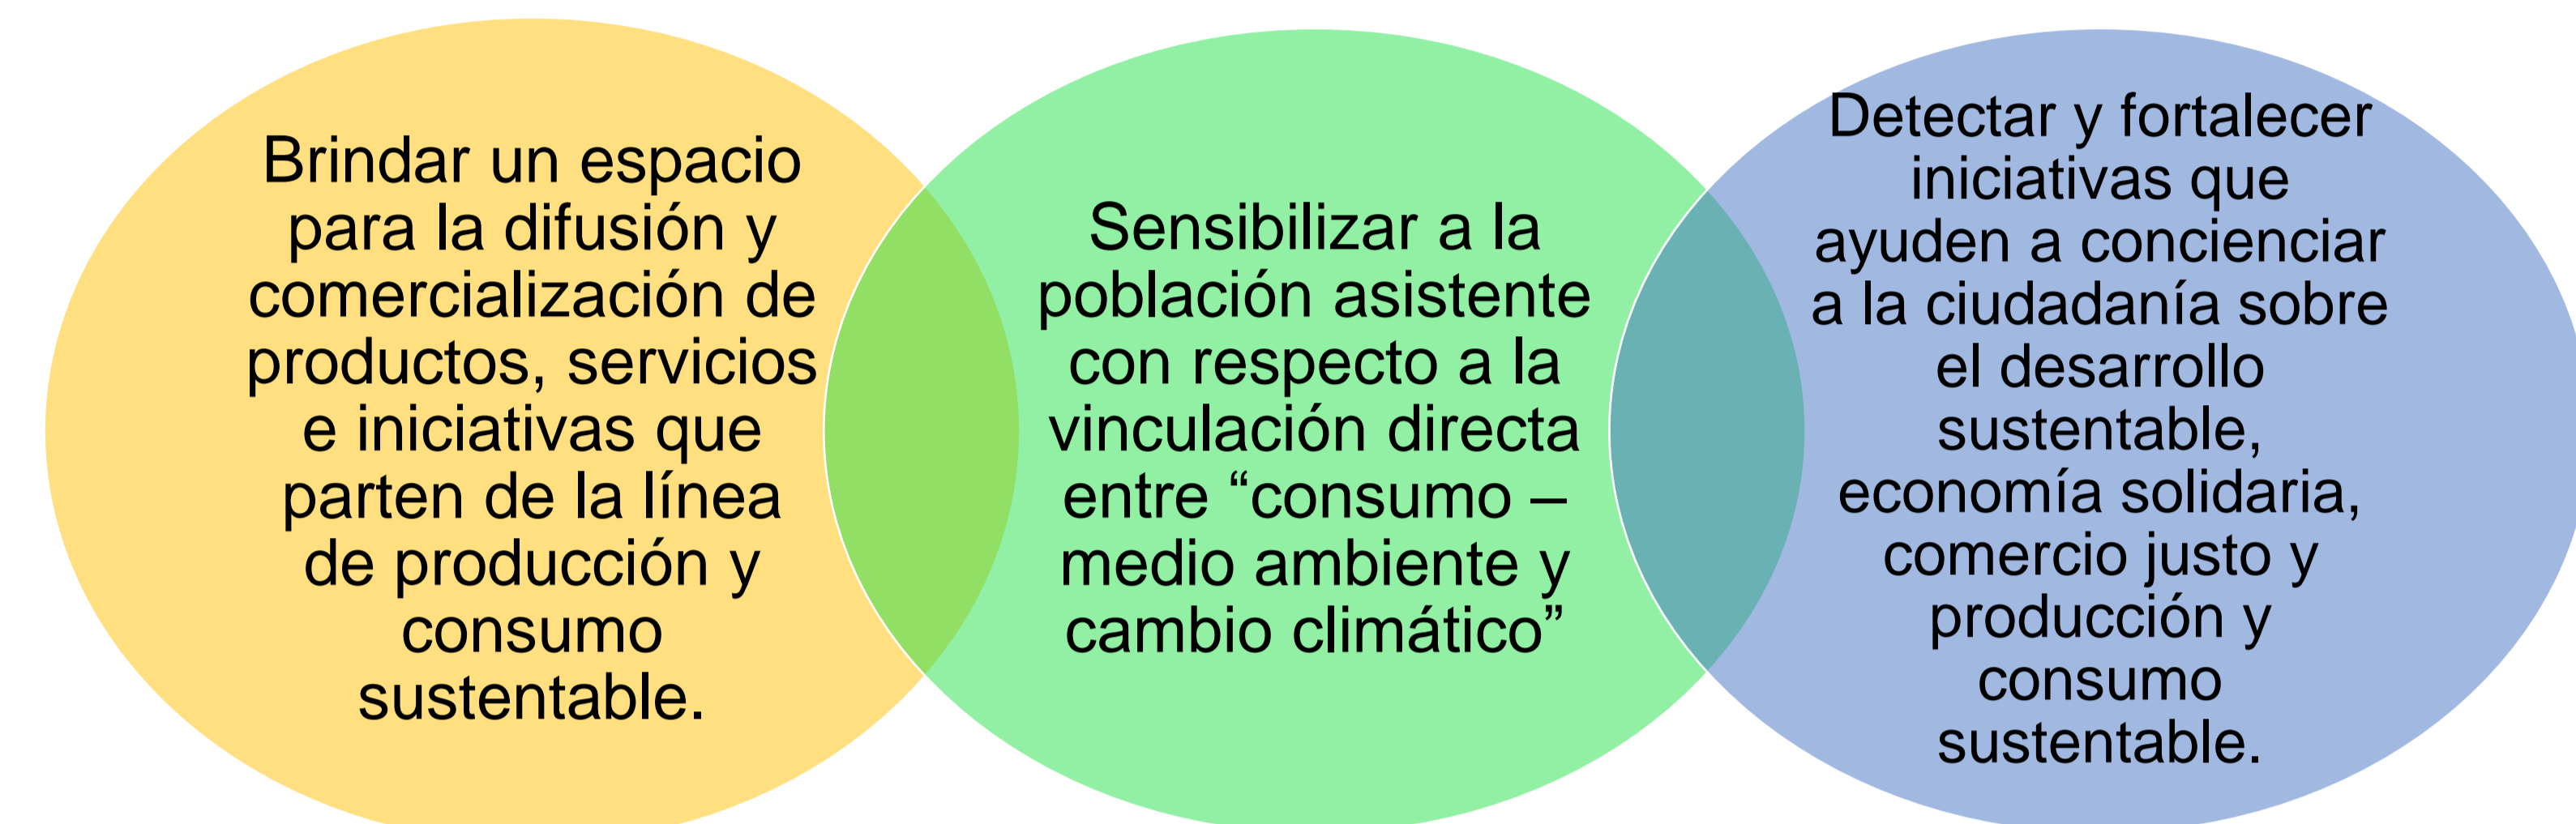 Brindar un espacio
para la difusión y
comercialización de
productos, servicios
e iniciativas que
parten de la línea
de producción y
consumo
sustentable.
Sensibilizar a la
población asistente
con respecto a la
vinculación directa
entre “consumo –
medio ambiente y
cambio climático”
Detectar y fortalecer
iniciativas que
ayuden a concienciar
a la ciudadanía sobre
el desarrollo
sustentable,
economía solidaria,
comercio justo y
producción y
consumo
sustentable.